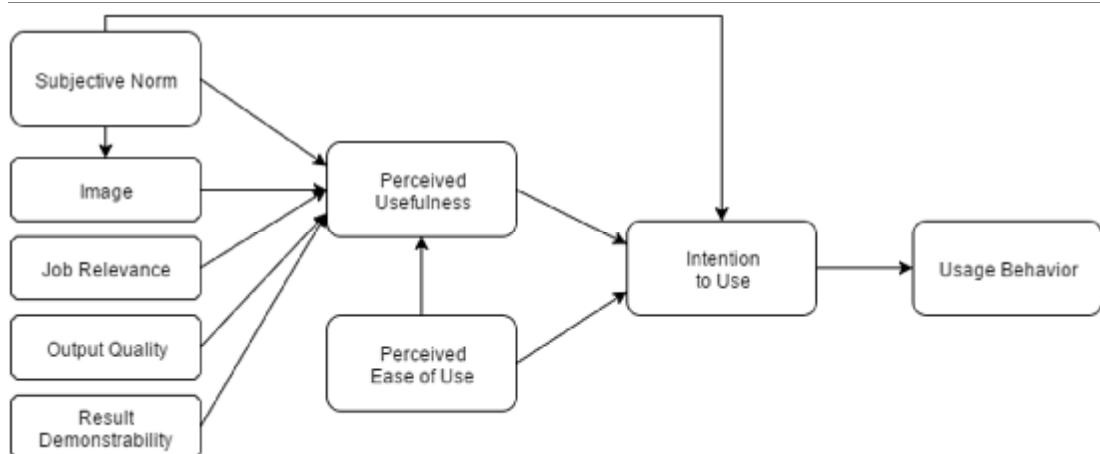 Subjective Norm
Image
Job Relevance
Output Quality
Result
Demonstrability
Perceived
Usefulness
Perceived
Ease of Use
Intention
to Use
Usage Behavior